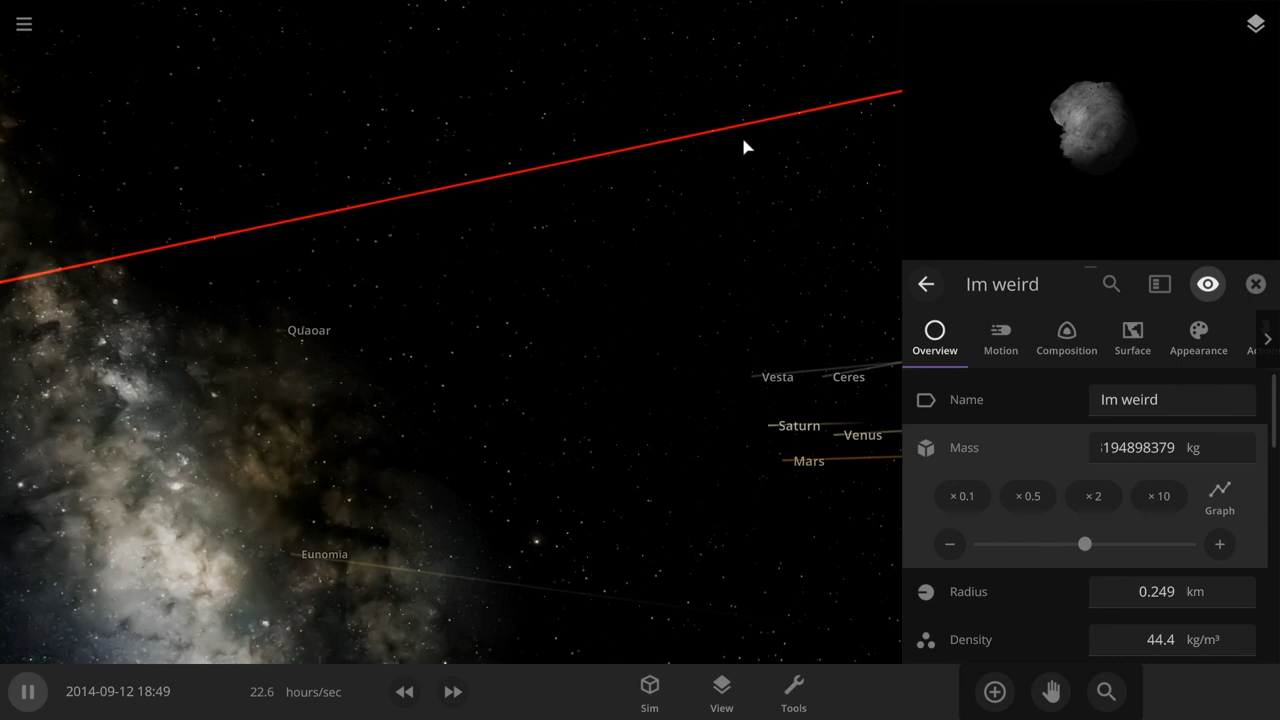 Quaoar
Vesta
Ceres
Saturn
Venus
Mars
Eunomia
Im weird
Overview
Motion
Composition
Surface
Appearance
Name
Im weird
Mass
194898379 kg
× 0.1
× 0.5
× 2
× 10
Graph
Radius
0.249 km
Density
44.4 kg/m³
2014-09-12 18:49
22.6 hours/sec
Sim
View
Tools